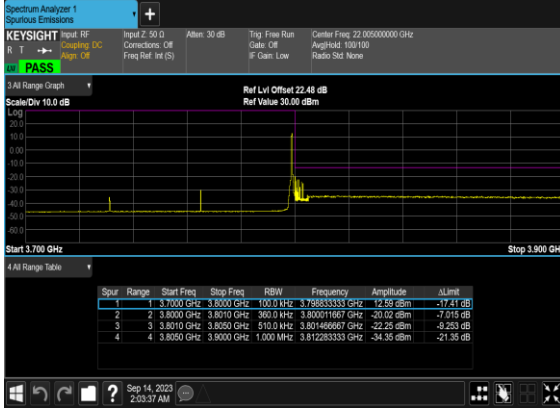 Spectrum Analyzer 1
Spurious Emissions
+
KEYSIGHT Input: RF Input Z: 50 Ω Atten: 30 dB Trig: Free Run Center Freq: 22.005000000 GHz
R T Coupling: DC Corrections: Off Gate: Off Avg|Hold: 100/100
Align: Off Freq Ref: Int (S) IF Gain: Low Radio Std: None
PASS
3 All Range Graph
Ref Lvl Offset 22.48 dB
Scale/Div 10.0 dB Ref Value 30.00 dBm
Log
20.0
10.0
0.00
-10.0
-20.0
-30.0
-40.0
-50.0
-60.0
Start 3.700 GHz Stop 3.900 GH
4 All Range Table
Spur Range Start Freq Stop Freq RBW Frequency Amplitude ΔLimit
1 1 3.7000 GHz 3.8000 GHz 100.0 kHz 3.798833333 GHz 12.59 dBm -17.41 dB
2 2 3.8000 GHz 3.8010 GHz 360.0 kHz 3.800011667 GHz -20.02 dBm -7.015 dB
3 3 3.8010 GHz 3.8050 GHz 510.0 kHz 3.801466667 GHz -22.25 dBm -9.253 dB
4 4 3.8050 GHz 3.9000 GHz 1.000 MHz 3.812283333 GHz -34.35 dBm -21.35 dB
? Sep 14, 2023
2:03:37 AM